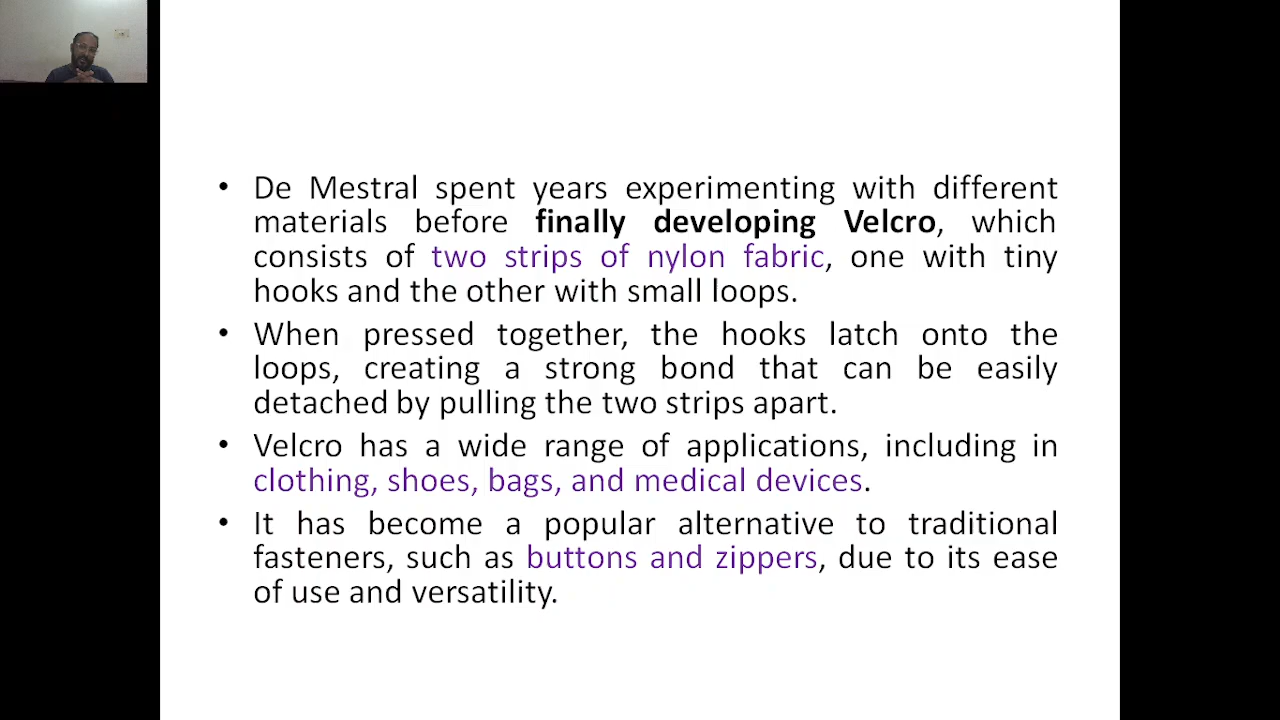 • De Mestral spent years experimenting with different
materials before finally developing Velcro, which
consists of two strips of nylon fabric, one with tiny
hooks and the other with small loops.
• When pressed together, the hooks latch onto the
loops, creating a strong bond that can be easily
detached by pulling the two strips apart.
• Velcro has a wide range of applications, including in
clothing, shoes, bags, and medical devices.
• It has become a popular alternative to traditional
fasteners, such as buttons and zippers, due to its ease
of use and versatility.